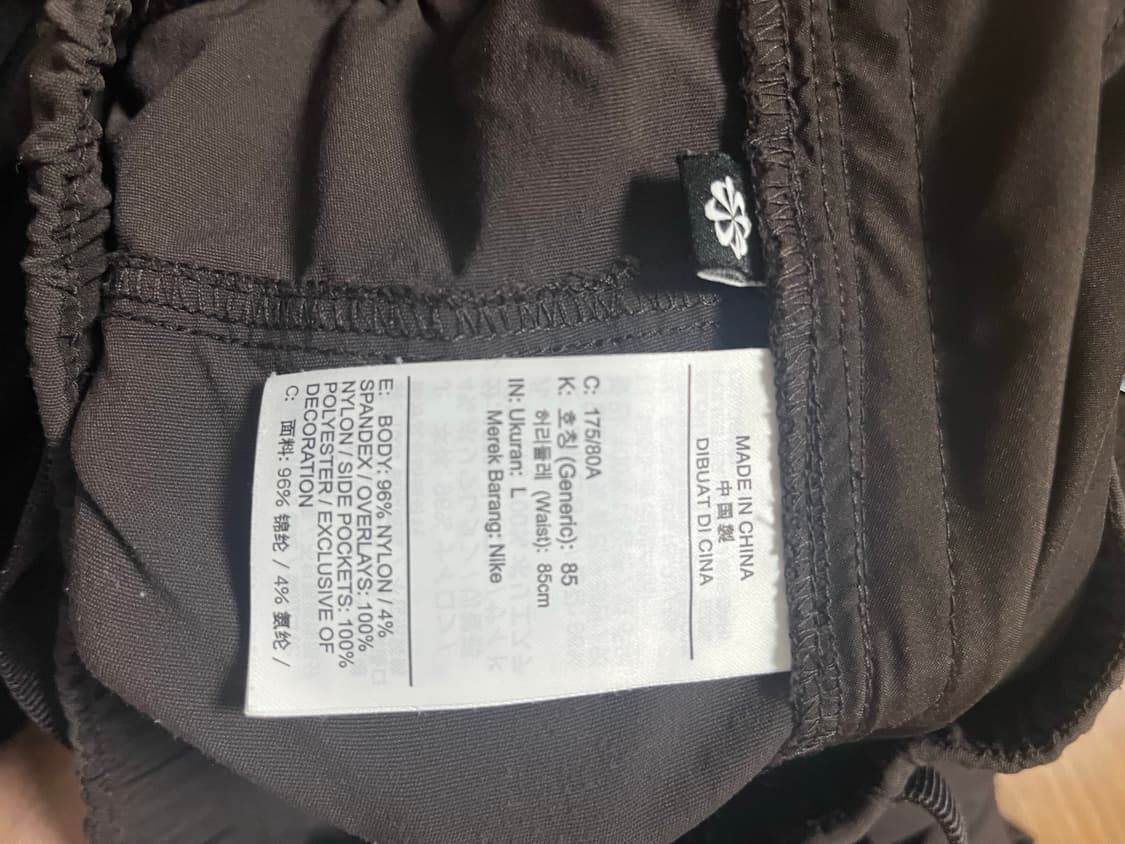 MADE IN CHINA
中国製
DIBUAT DI CINA
C: 175/80A
K: 호칭 (Generic): 85
허리둘레 (Waist): 85cm
IN: Ukuran: L
Merek Barang: Nike
E: BODY: 96% NYLON / 4%
SPANDEX / OVERLAYS: 100%
NYLON / SIDE POCKETS: 100%
POLYESTER / EXCLUSIVE OF
DECORATION
C: 面料: 96% 锦纶 / 4% 氨纶 /